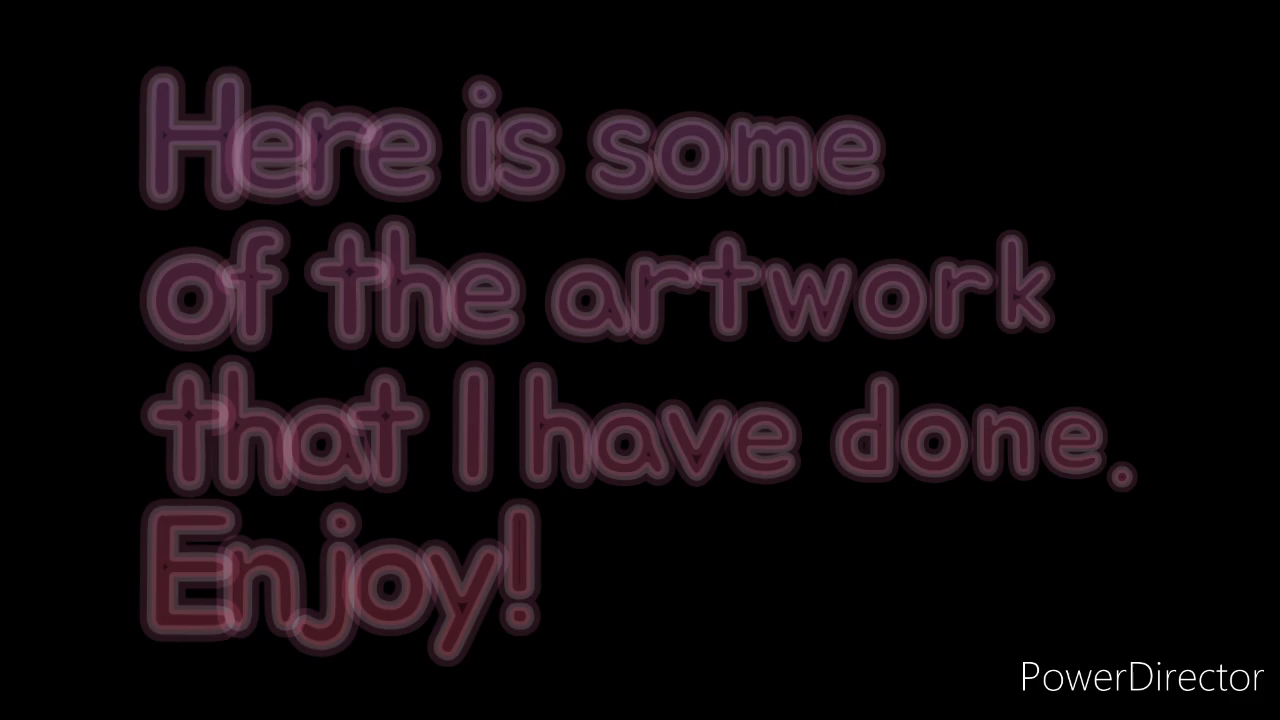 Here is some
of the artwork
that I have done.
Enjoy!
PowerDirector